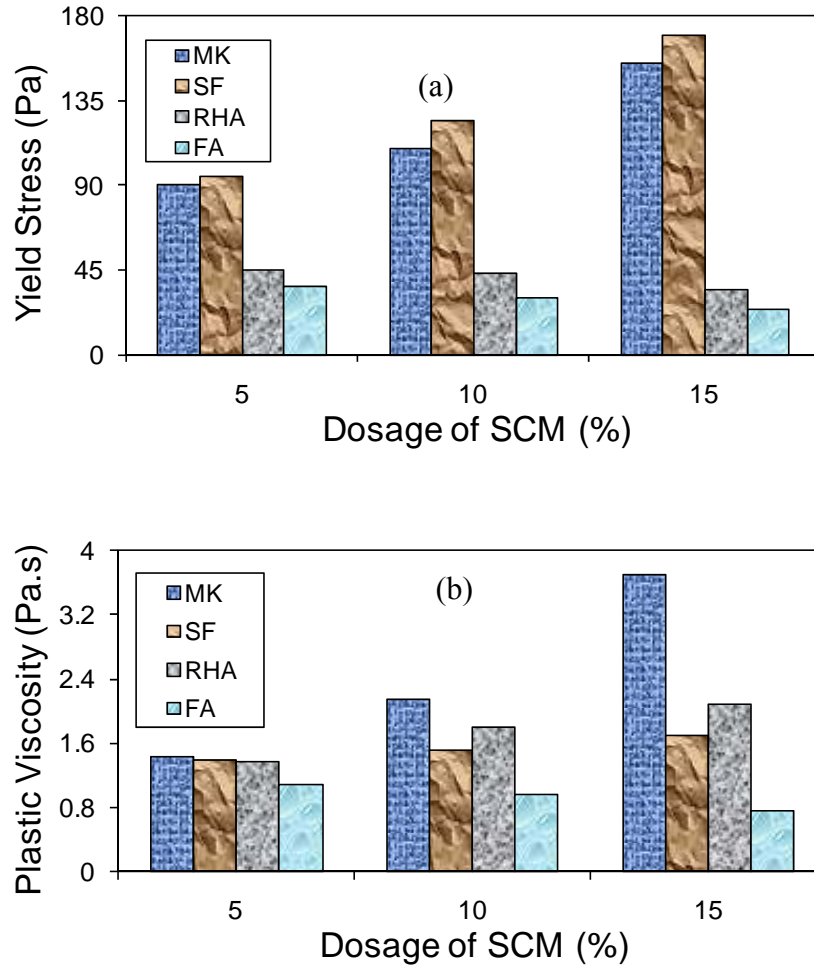 180
135
90
45
0
Yield Stress (Pa)
MK
SF
RHA
FA
(a)
5 10 15
Dosage of SCM (%)
4
3.2
2.4
1.6
0.8
0
Plastic Viscosity (Pa.s)
MK
SF
RHA
FA
(b)
5 10 15
Dosage of SCM (%)